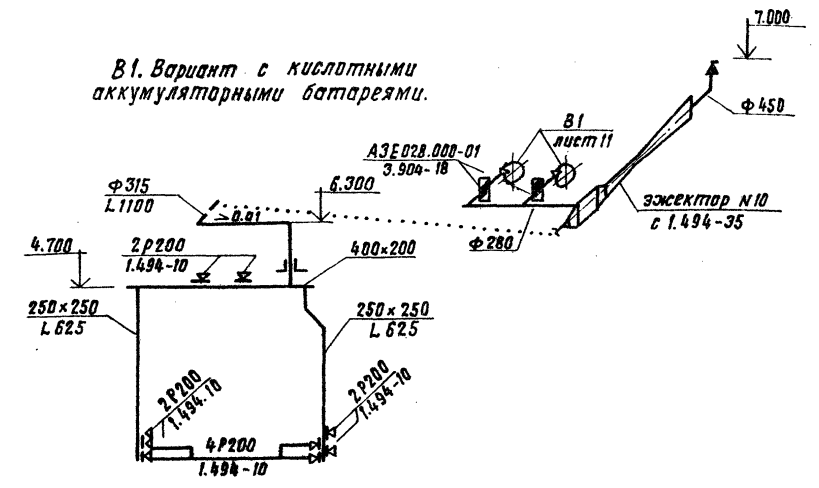 7.000
В1. Вариант с кислотными
аккумуляторными батареями.
ф 450
В1
лист 11
АЗЕ 028.000-01
3.904-18
ф 315
L 1100
0.01
6.300
эжектор N10
с 1.494-35
ф 280
4.700
2Р200
1.494-10
400×200
250×250
L 625
250×250
L 625
2Р200
1.494.10
2Р200
1.494-10
4Р200
1.494-10